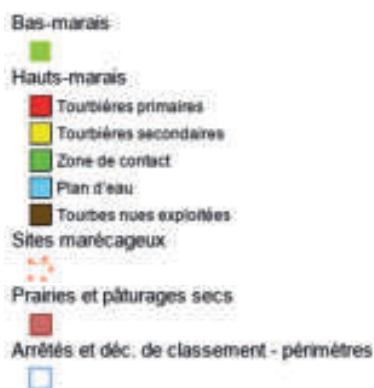 Bas-marais
Hauts-marais
Tourbières primaires
Tourbières secondaires
Zone de contact
Plan d'eau
Tourbes nues exploitées
Sites marécageux
Prairies et pâturages secs
Arrêtés et déc. de classement - périmètres